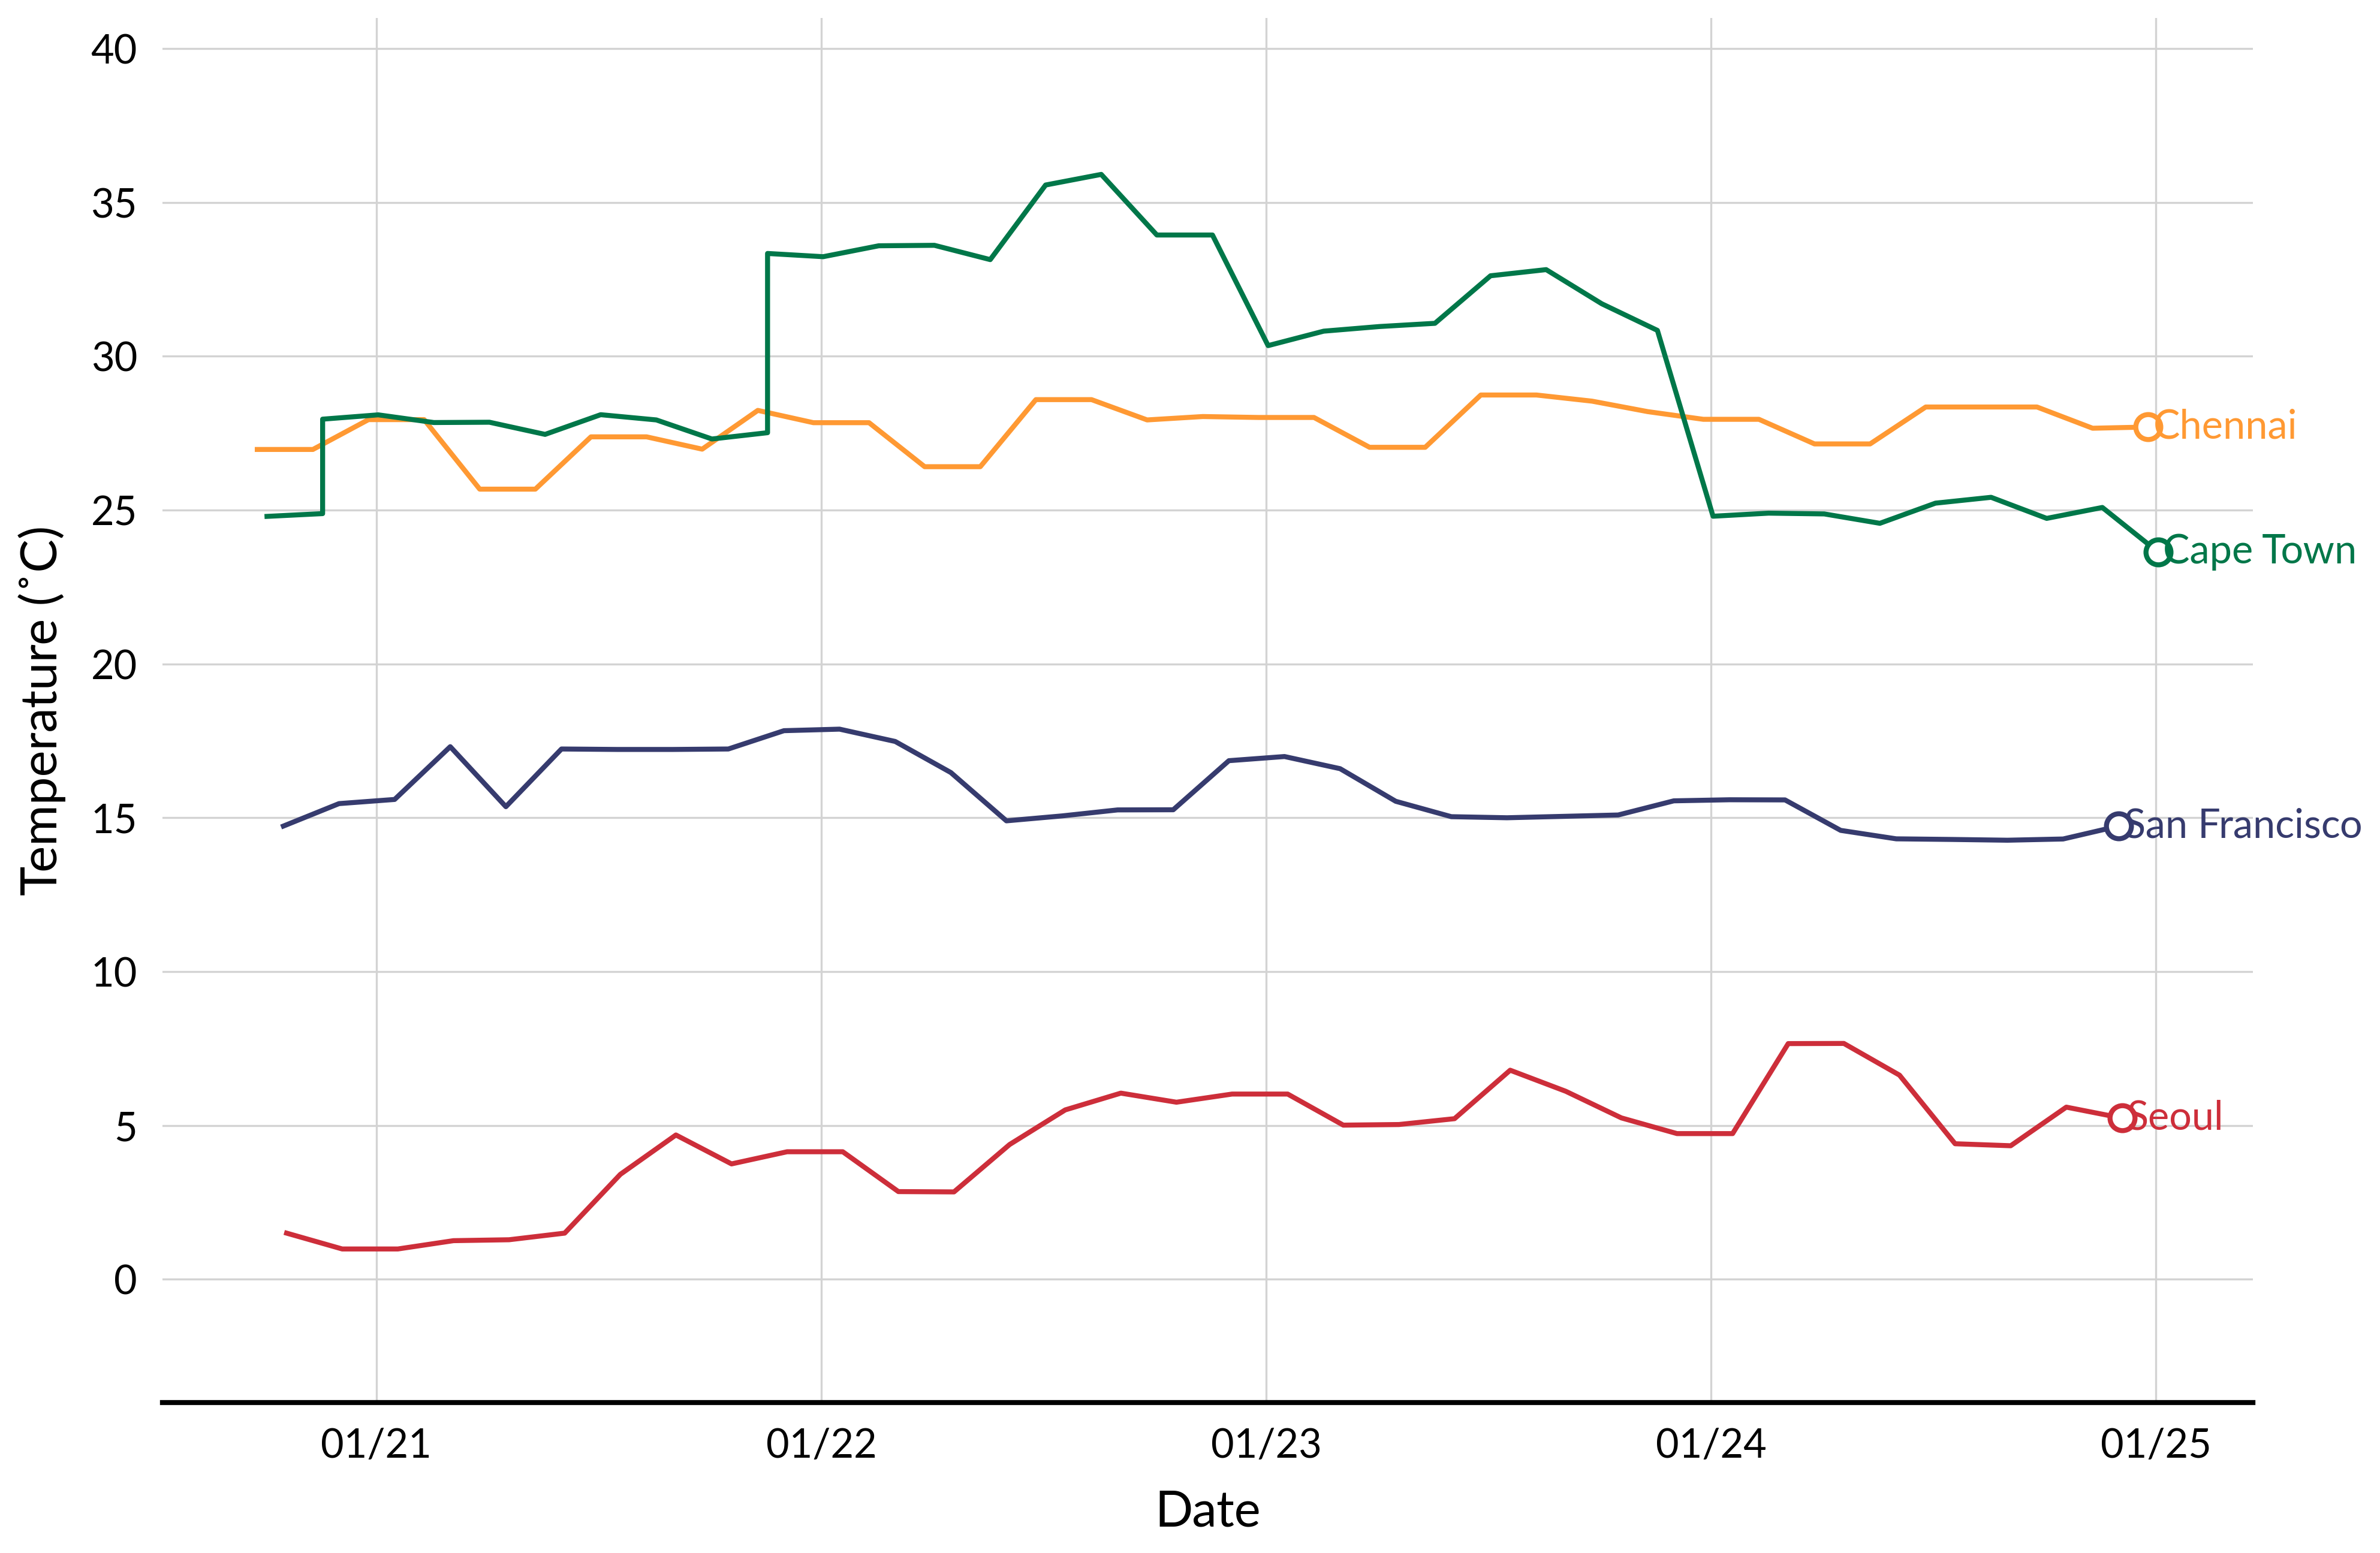 40
35
30
25
20
15
10
5
0
Temperature (°C)
Chennai
Cape Town
San Francisco
Seoul
01/21 01/22 01/23 01/24 01/25
Date